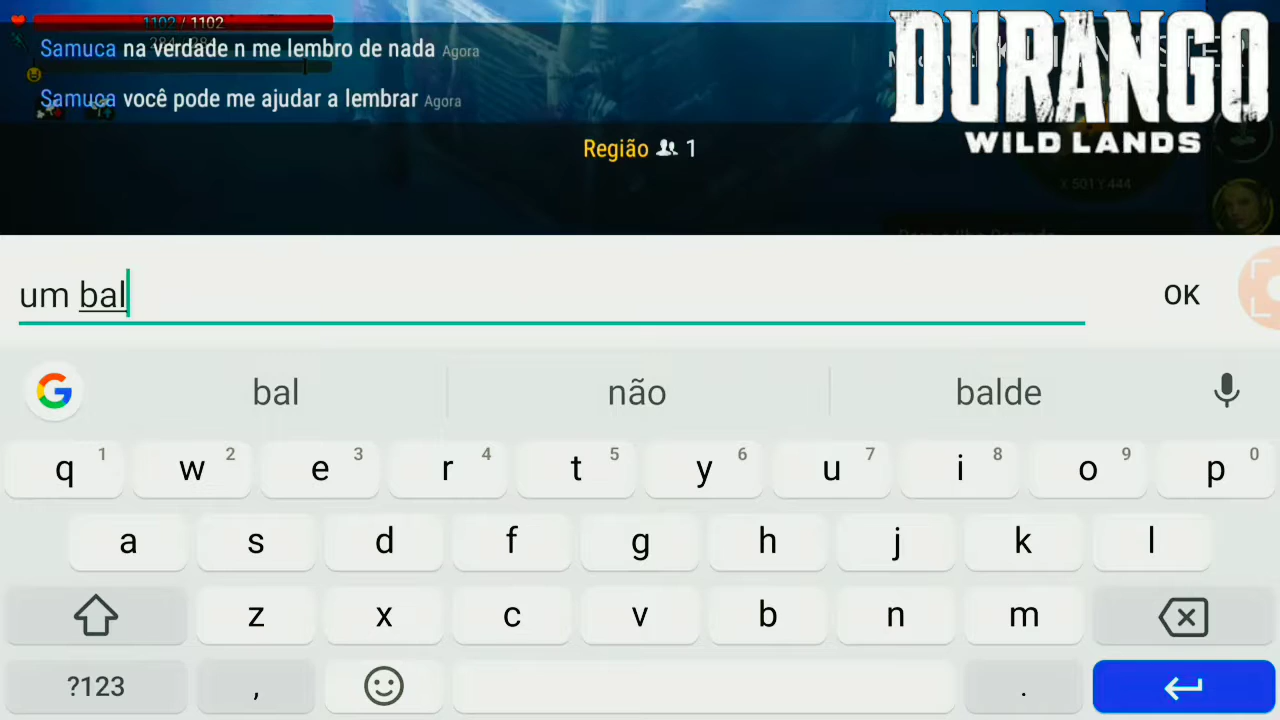 1102 / 1102
Samuca na verdade n me lembro de nada Agora
Samuca você pode me ajudar a lembrar Agora
DURANGO
WILD LANDS
Região 1
X 501 Y 444
um bal
OK
bal não balde
q 1 w 2 e 3 r 4 t 5 y 6 u 7 i 8 o 9 p 0
a s d f g h j k l
z x c v b n m
?123 , .